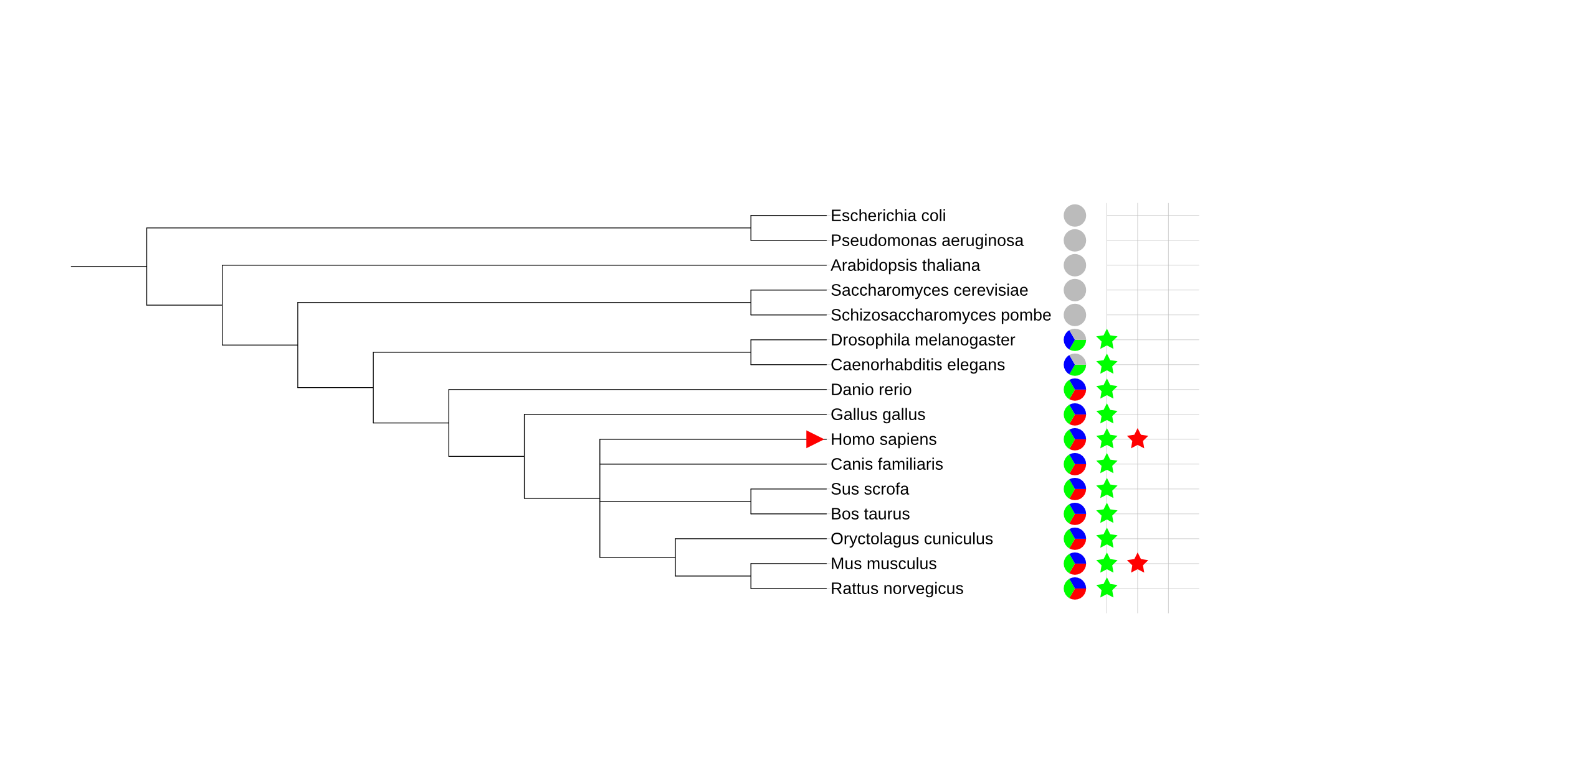 Escherichia coli
Pseudomonas aeruginosa
Arabidopsis thaliana
Saccharomyces cerevisiae
Schizosaccharomyces pombe
Drosophila melanogaster
Caenorhabditis elegans
Danio rerio
Gallus gallus
Homo sapiens
Canis familiaris
Sus scrofa
Bos taurus
Oryctolagus cuniculus
Mus musculus
Rattus norvegicus